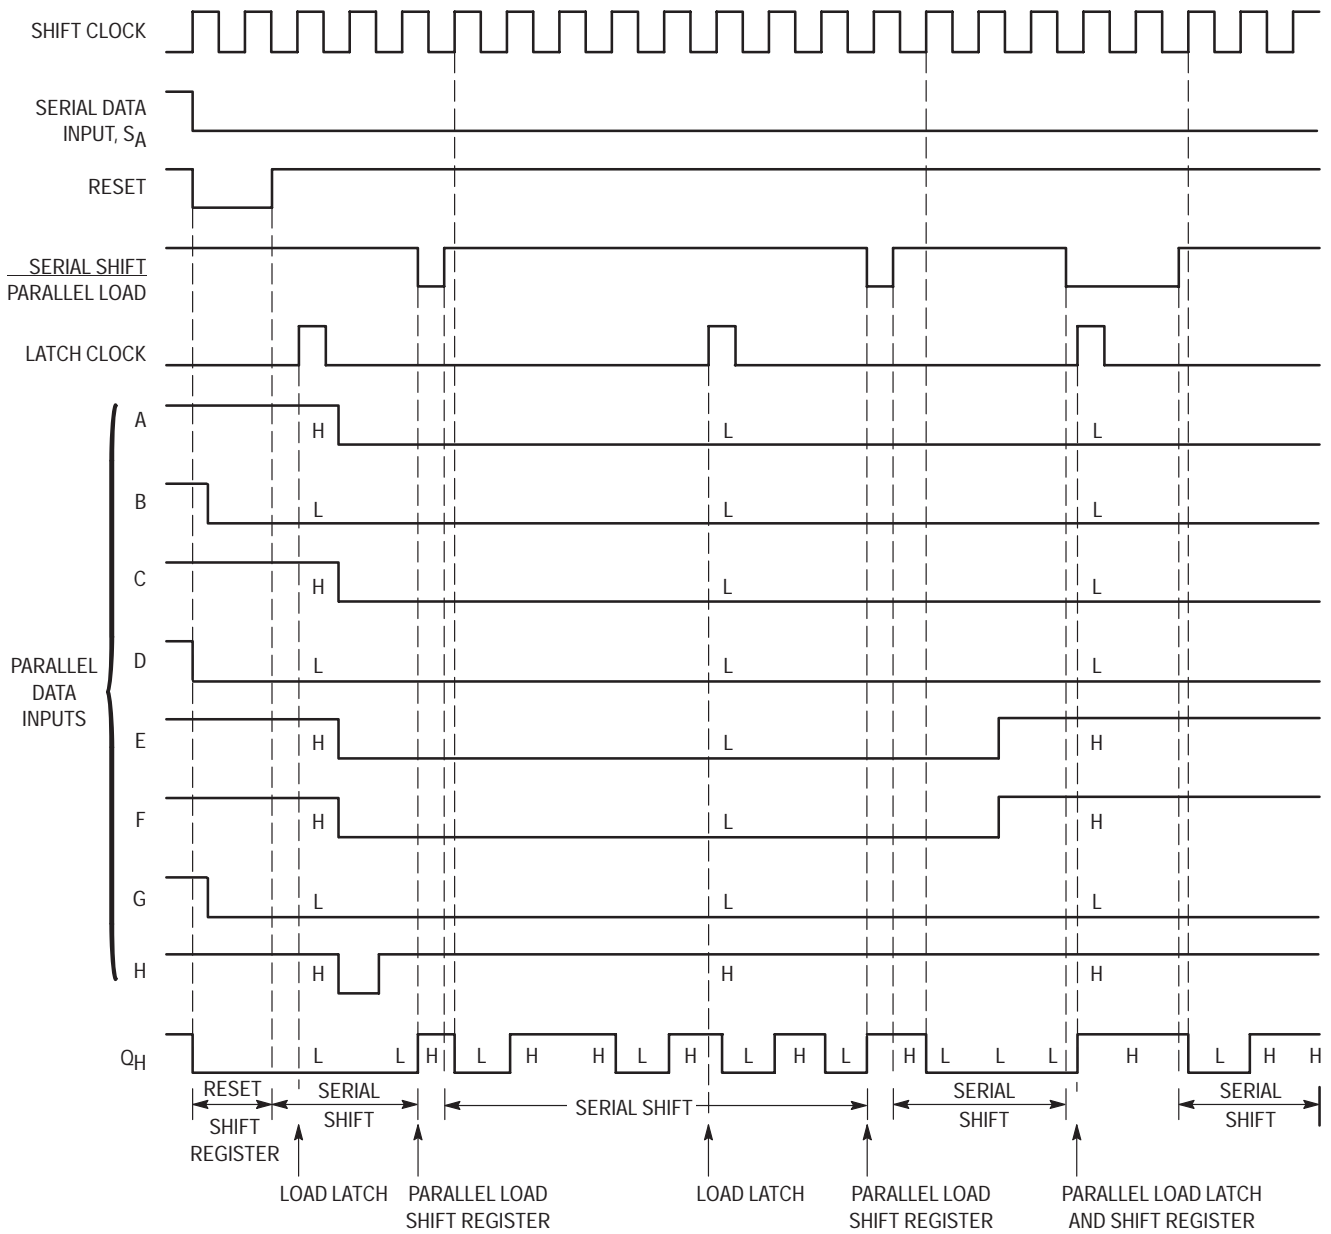 SHIFT CLOCK
SERIAL DATA
INPUT, SA
RESET
SERIAL SHIFT
PARALLEL LOAD
LATCH CLOCK
A
H L L
B
L L L
C
H L L
D
L L L
PARALLEL
DATA
INPUTS
E
H L H
F
H L H
G
L L L
H
H H H
QH
L L H L H H L H L H L H L L L H L H H
RESET SERIAL SERIAL SHIFT SERIAL SERIAL
SHIFT SHIFT SHIFT SHIFT
REGISTER
LOAD LATCH PARALLEL LOAD LOAD LATCH PARALLEL LOAD PARALLEL LOAD LATCH
SHIFT REGISTER SHIFT REGISTER AND SHIFT REGISTER